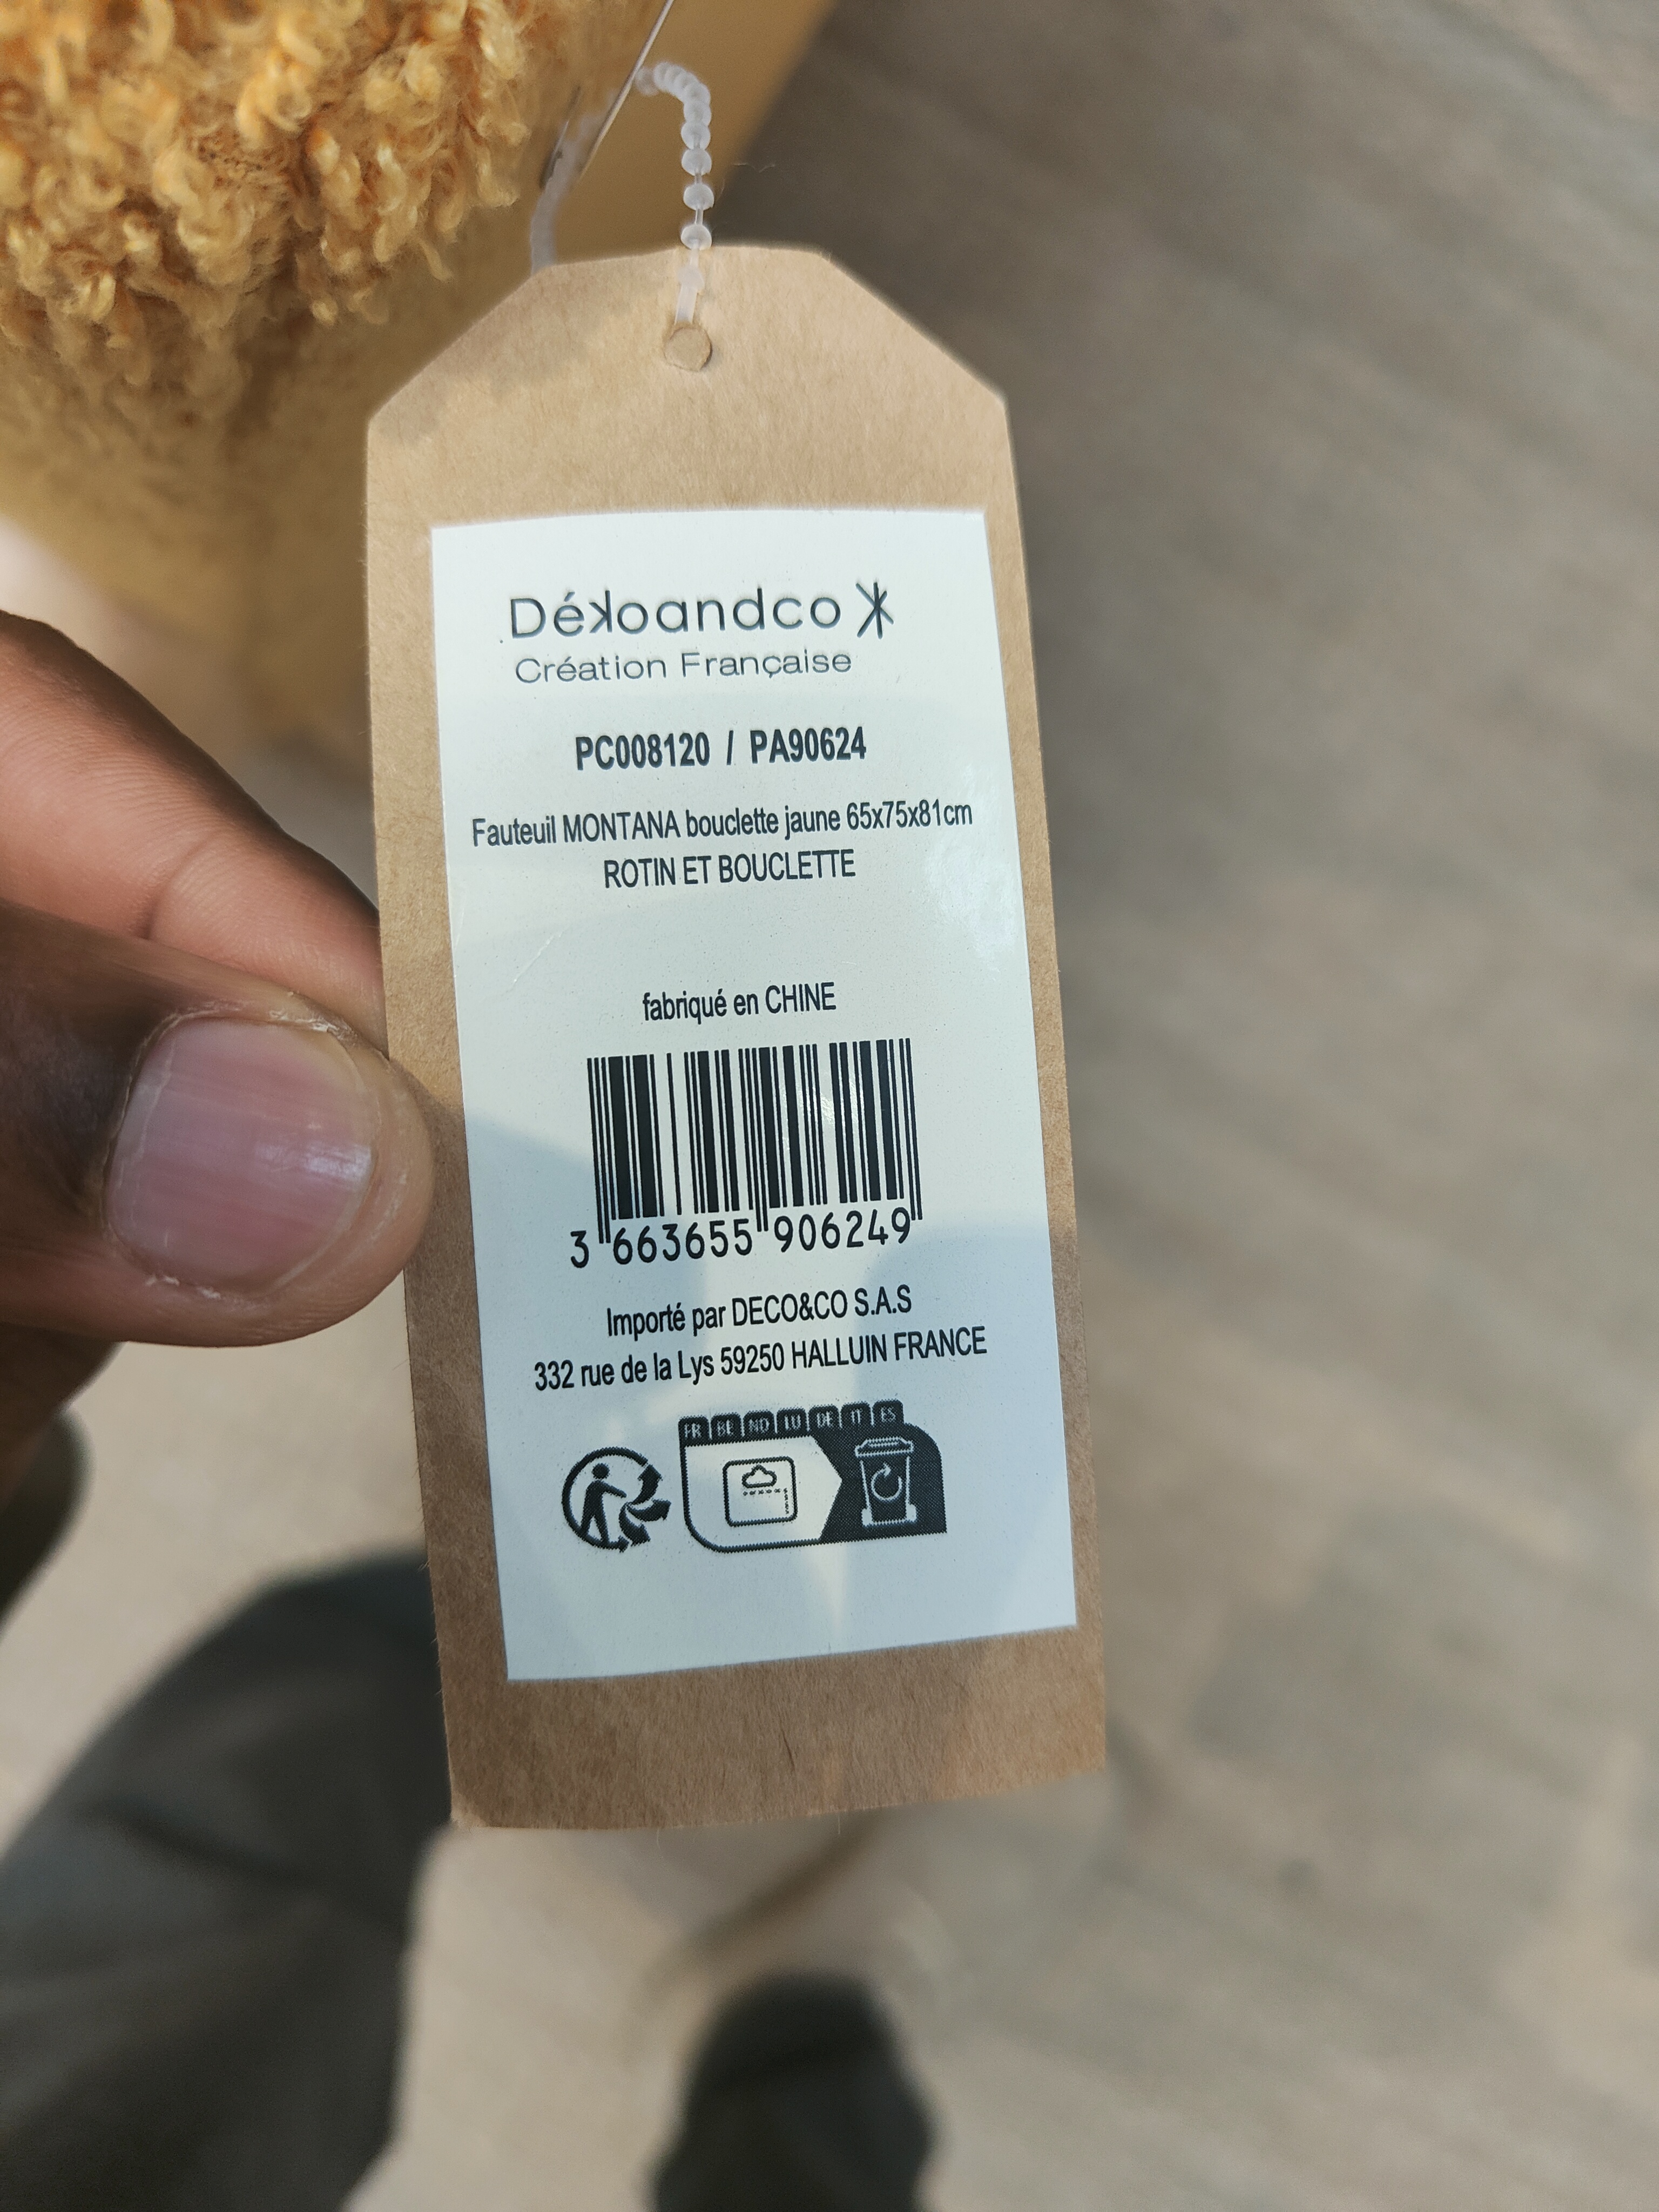 Dékoandco
Création Française
PC008120 / PA90624
Fauteuil MONTANA bouclette jaune 65x75x81cm
ROTIN ET BOUCLETTE
fabriqué en CHINE
3 663655 906249
Importé par DECO&CO S.A.S
332 rue de la Lys 59250 HALLUIN FRANCE
FR | BE | ND | LU | DE | IT | ES